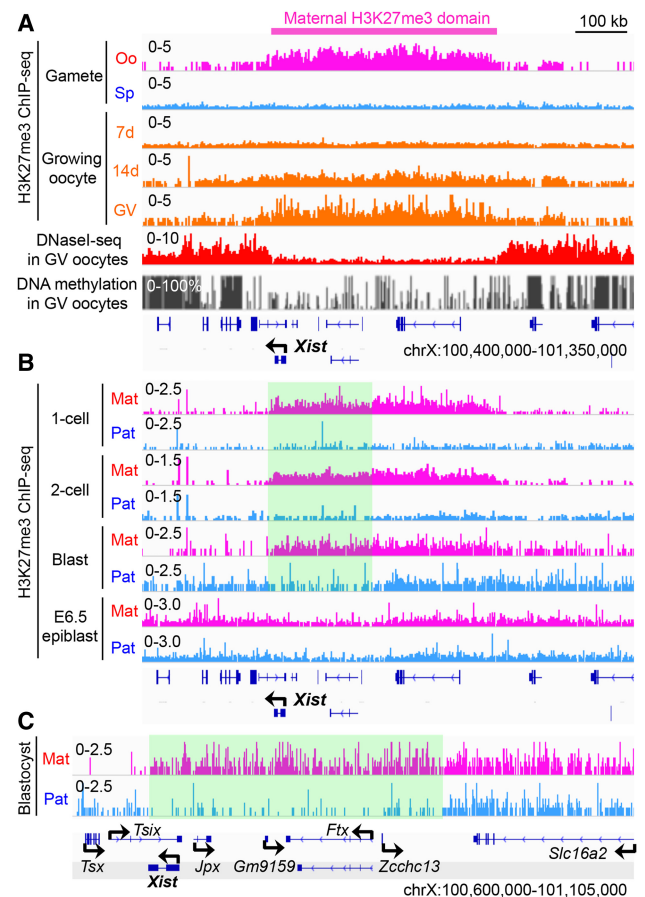 A
Maternal H3K27me3 domain
100 kb
H3K27me3 ChIP-seq
Gamete
Oo
0-5
Sp
0-5
Growing
oocyte
7d
0-5
14d
0-5
GV
0-5
DNaseI-seq
in GV oocytes
0-10
DNA methylation
in GV oocytes
0-100%
Xist
chrX:100,400,000-101,350,000
B
H3K27me3 ChIP-seq
1-cell
Mat
0-2.5
Pat
0-2.5
2-cell
Mat
0-1.5
Pat
0-1.5
Blast
Mat
0-2.5
Pat
0-2.5
E6.5
epiblast
Mat
0-3.0
Pat
0-3.0
Xist
C
Blastocyst
Mat
0-2.5
Pat
0-2.5
Tsix
Ftx
Tsx
Xist
Jpx
Gm9159
Zcchc13
Slc16a2
chrX:100,600,000-101,105,000